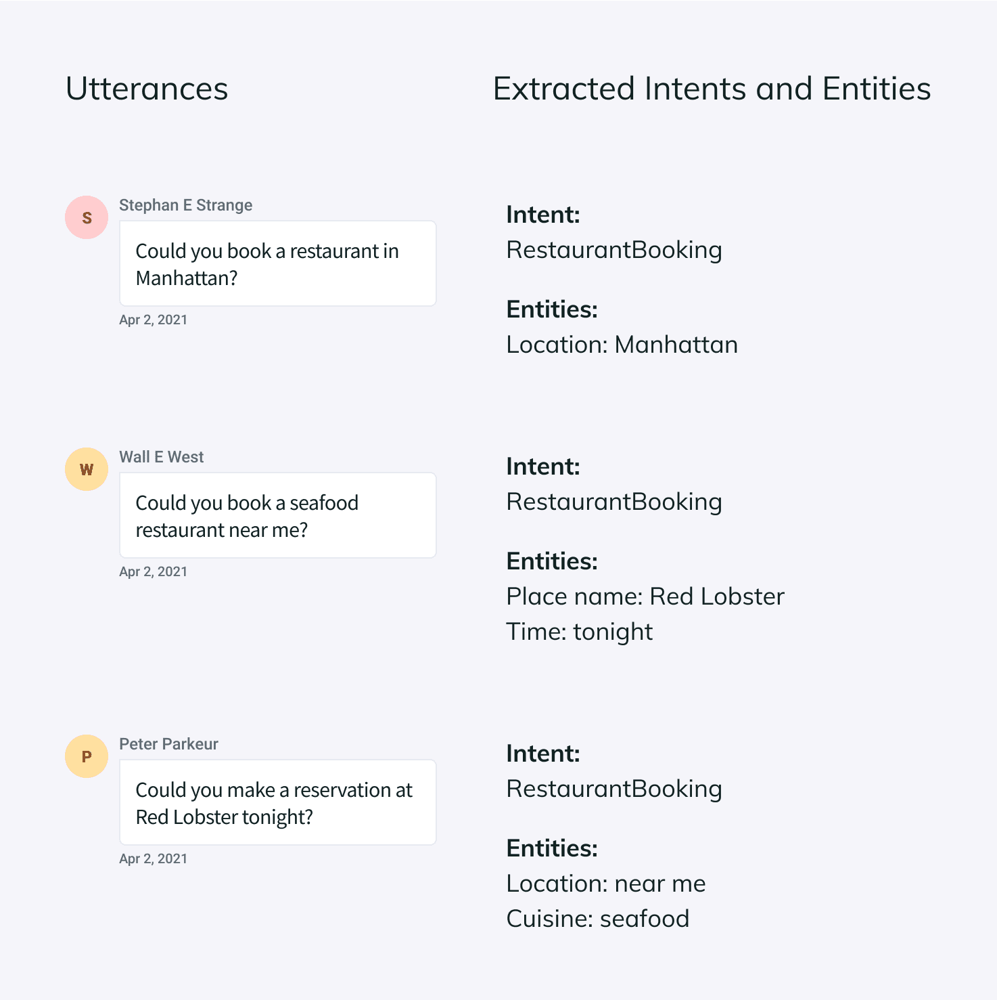 Utterances
Extracted Intents and Entities
S
Stephan E Strange
Could you book a restaurant in
Manhattan?
Apr 2, 2021
Intent:
RestaurantBooking
Entities:
Location: Manhattan
W
Wall E West
Could you book a seafood
restaurant near me?
Apr 2, 2021
Intent:
RestaurantBooking
Entities:
Place name: Red Lobster
Time: tonight
P
Peter Parkeur
Could you make a reservation at
Red Lobster tonight?
Apr 2, 2021
Intent:
RestaurantBooking
Entities:
Location: near me
Cuisine: seafood